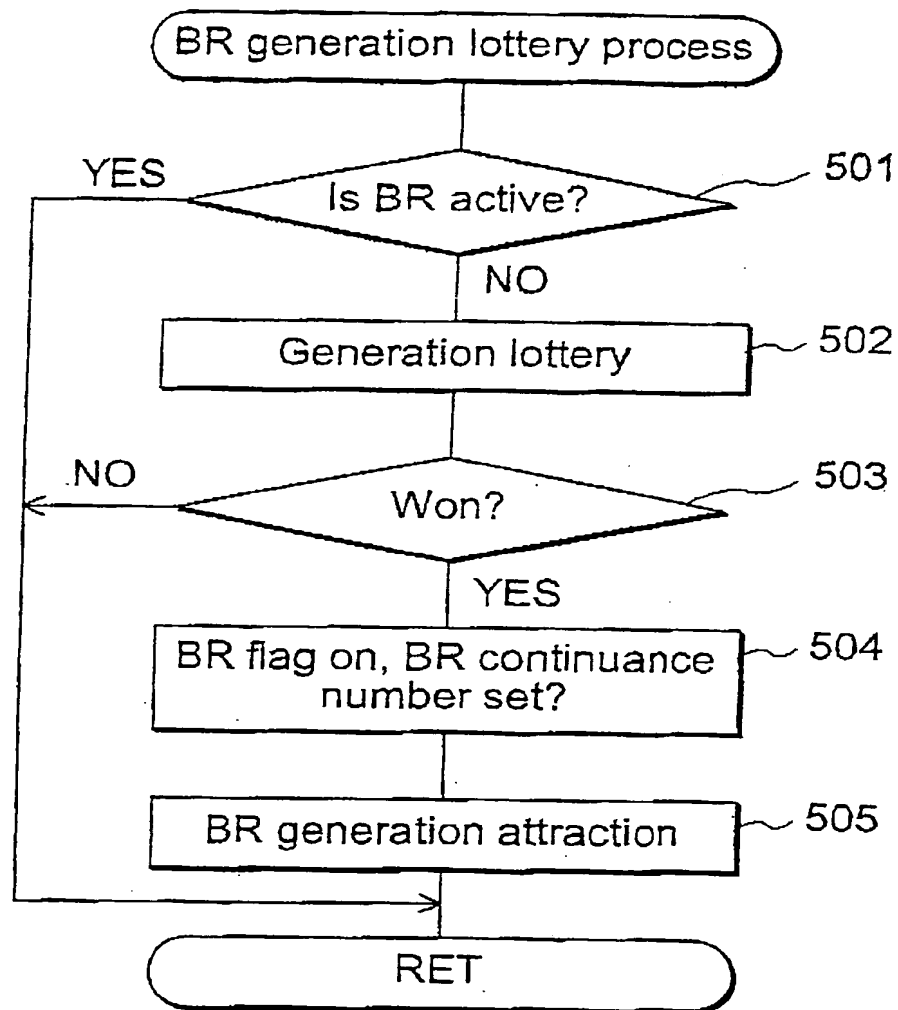 BR generation lottery process
YES
501
Is BR active?
NO
502
Generation lottery
NO
503
Won?
YES
504
BR flag on, BR continuance
number set?
505
BR generation attraction
RET